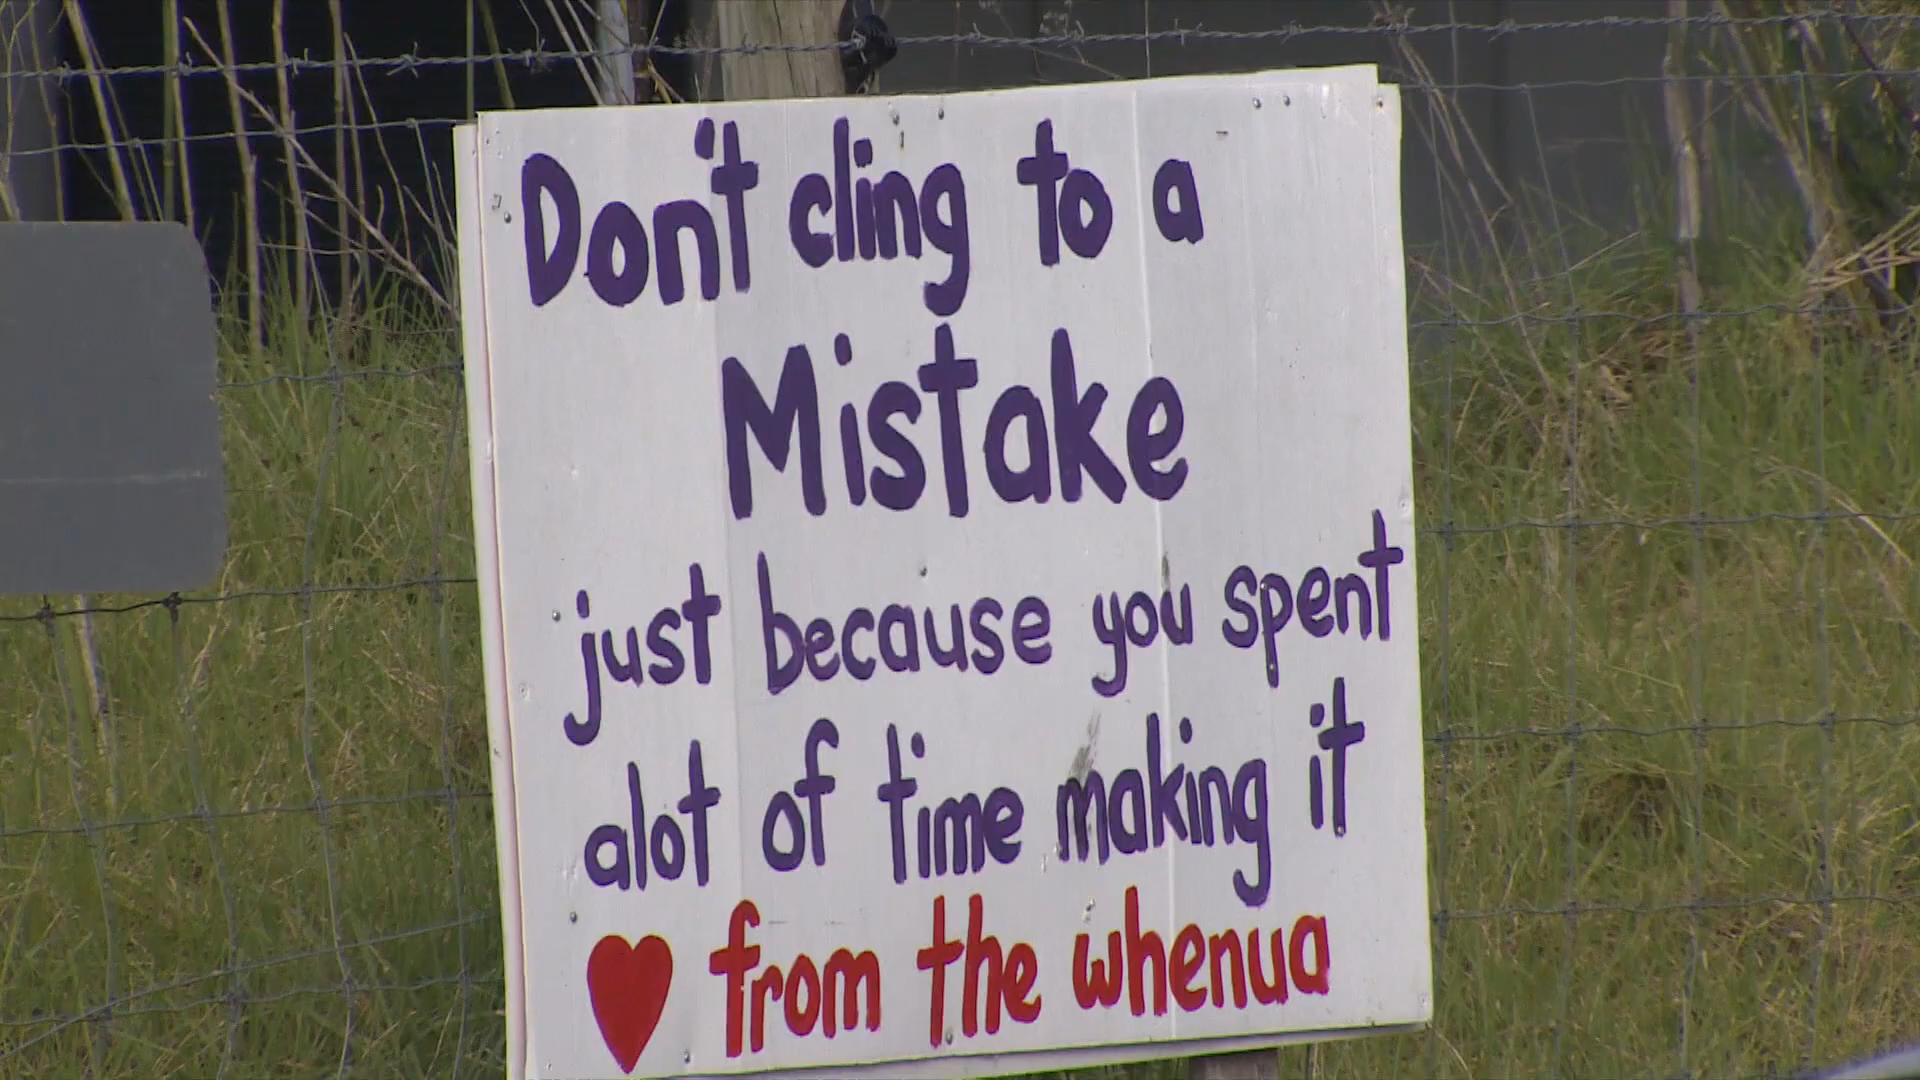 Don't cling to a
Mistake
just because you spent
alot of time making it
♥ from the whenua